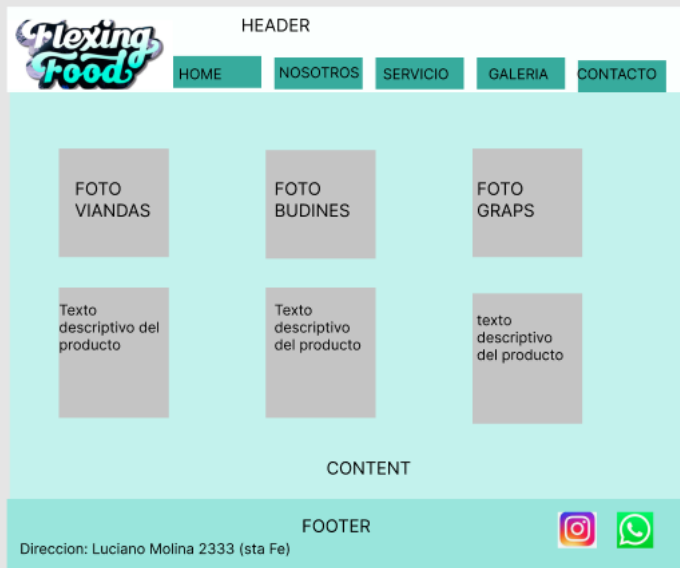 Flexing
Food
HEADER
HOME
NOSOTROS
SERVICIO
GALERIA
CONTACTO
FOTO
VIANDAS
FOTO
BUDINES
FOTO
GRAPS
Texto
descriptivo del
producto
Texto
descriptivo
del producto
texto
descriptivo
del producto
CONTENT
FOOTER
Direccion: Luciano Molina 2333 (sta Fe)